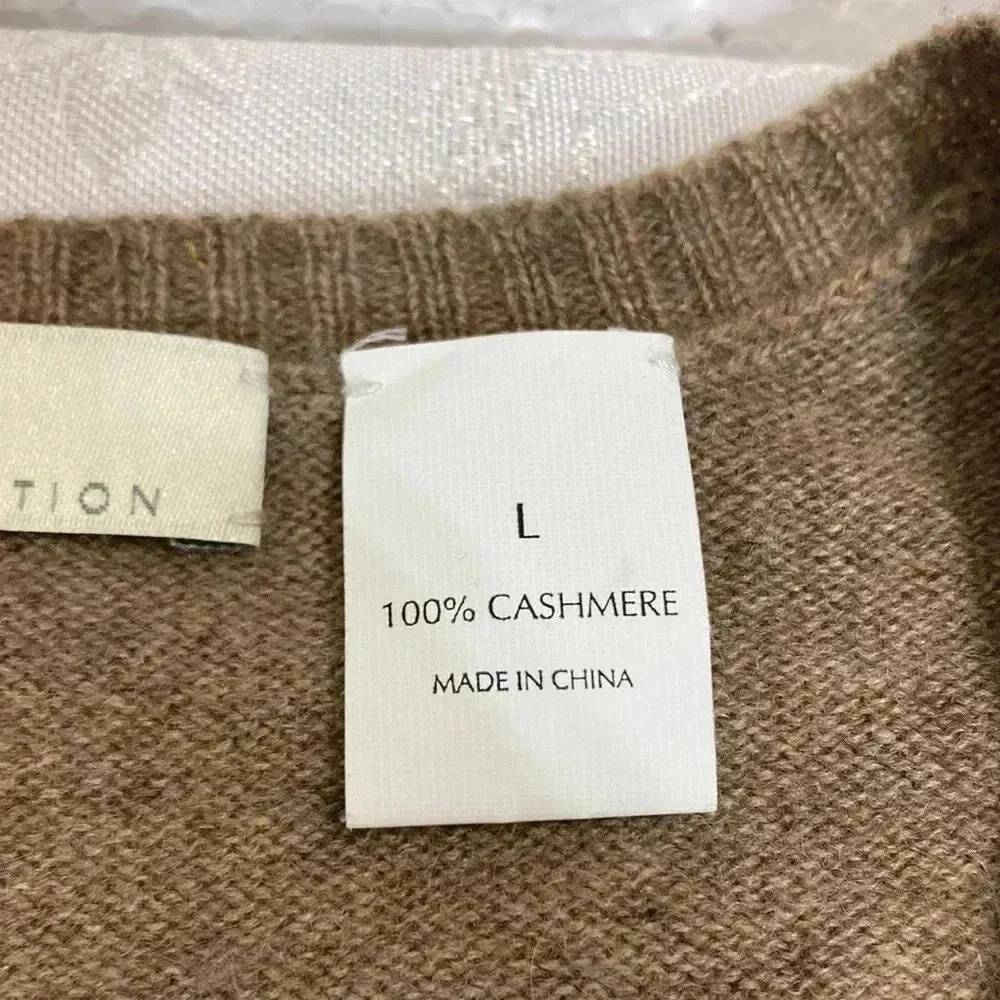 TION
L
100% CASHMERE
MADE IN CHINA